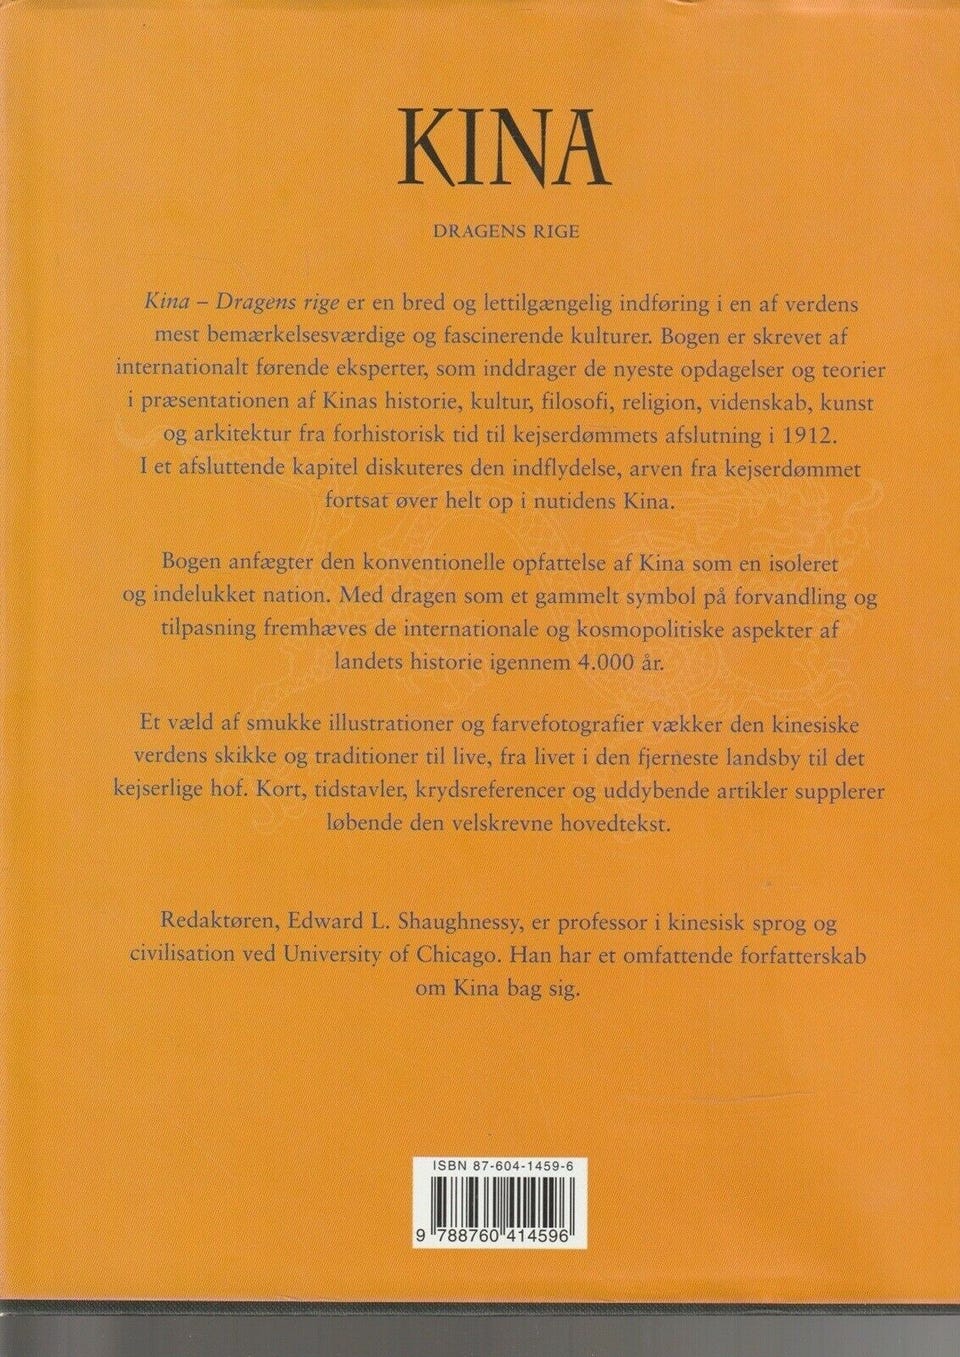 KINA
DRAGENS RIGE
Kina – Dragens rige er en bred og lettilgængelig indføring i en af verdens
mest bemærkelsesværdige og fascinerende kulturer. Bogen er skrevet af
internationalt førende eksperter, som inddrager de nyeste opdagelser og teorier
i præsentationen af Kinas historie, kultur, filosofi, religion, videnskab, kunst
og arkitektur fra forhistorisk tid til kejserdømmets afslutning i 1912.
I et afsluttende kapitel diskuteres den indflydelse, arven fra kejserdømmet
fortsat øver helt op i nutidens Kina.
Bogen anfægter den konventionelle opfattelse af Kina som en isoleret
og indelukket nation. Med dragen som et gammelt symbol på forvandling og
tilpasning fremhæves de internationale og kosmopolitiske aspekter af
landets historie igennem 4.000 år.
Et væld af smukke illustrationer og farvefotografier vækker den kinesiske
verdens skikke og traditioner til live, fra livet i den fjerneste landsby til det
kejserlige hof. Kort, tidstavler, krydsreferencer og uddybende artikler supplerer
løbende den velskrevne hovedtekst.
Redaktøren, Edward L. Shaughnessy, er professor i kinesisk sprog og
civilisation ved University of Chicago. Han har et omfattende forfatterskab
om Kina bag sig.
ISBN 87-604-1459-6
9 788760 414596